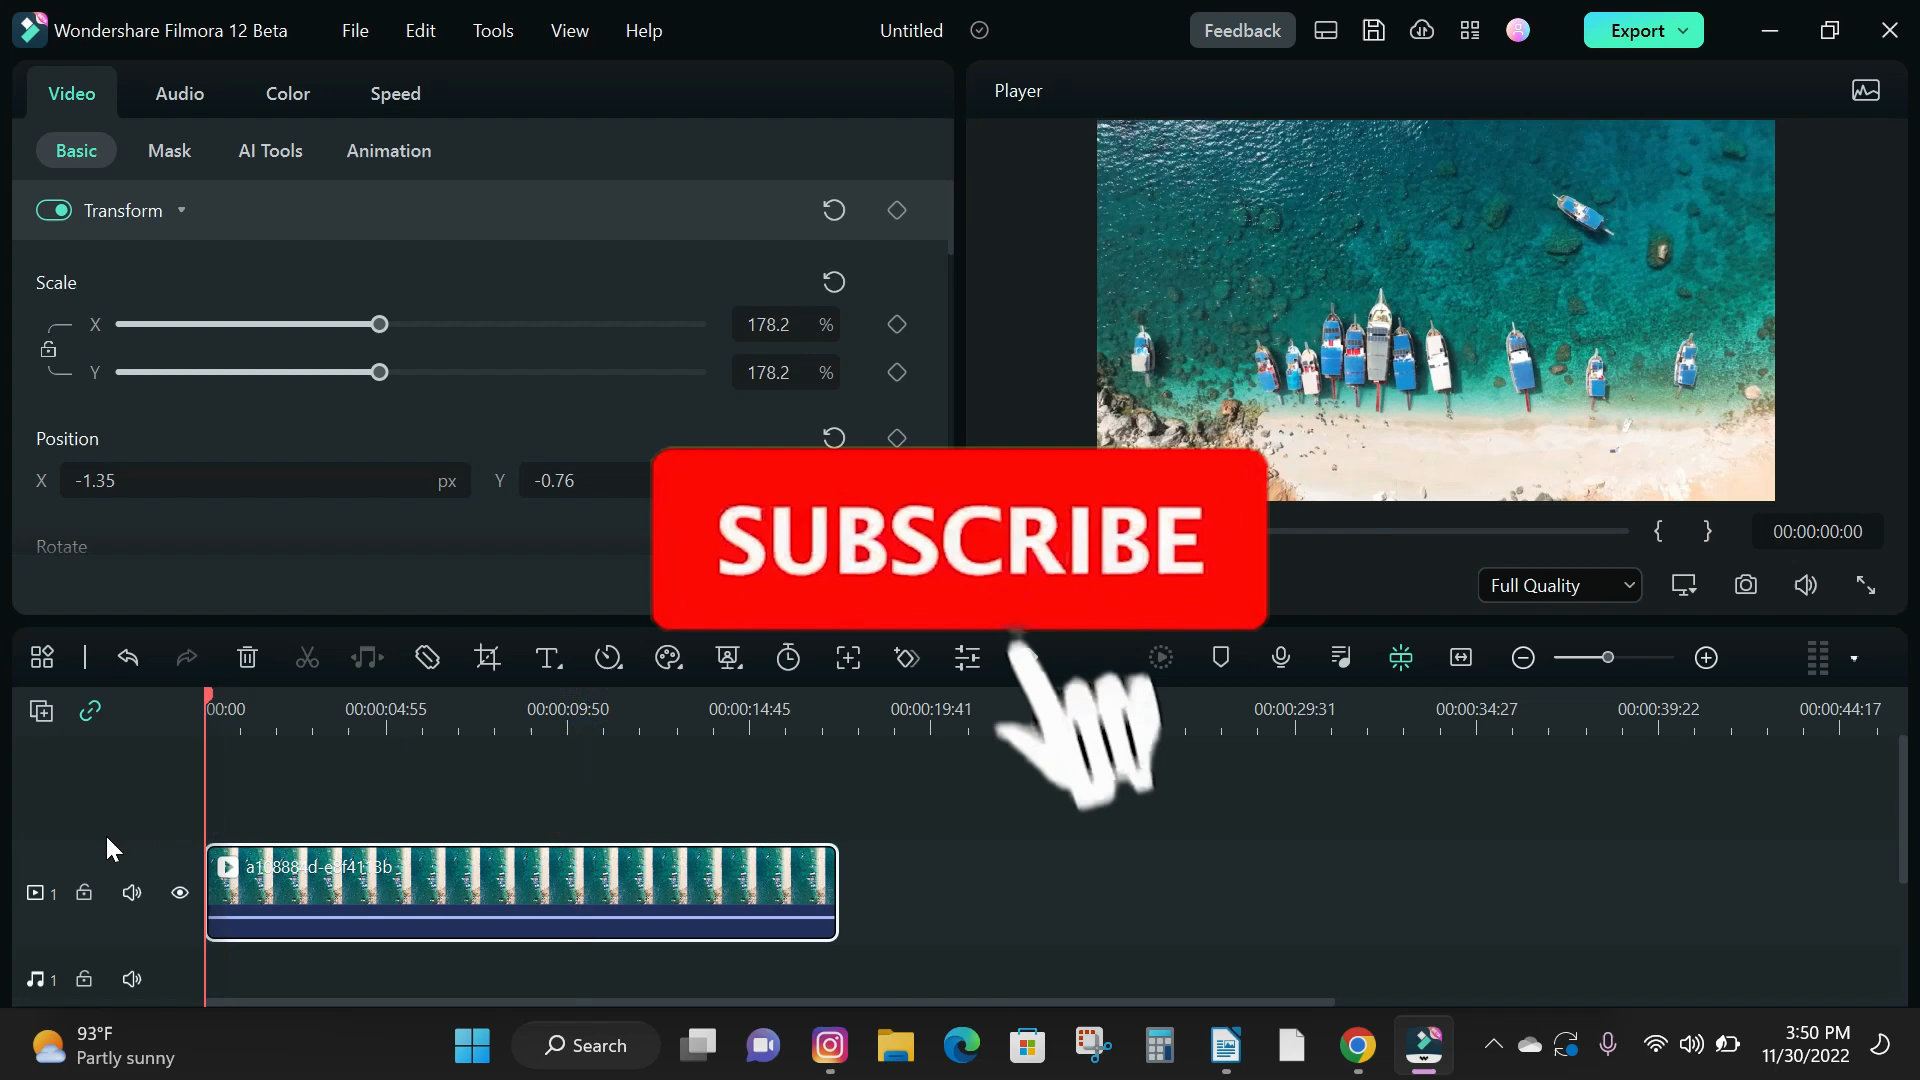 Wondershare Filmora 12 Beta
File
Edit
Tools
View
Help
Untitled
Feedback
Export
Video
Audio
Color
Speed
Player
Basic
Mask
AI Tools
Animation
Transform
Scale
X
178.2 %
Y
178.2 %
Position
X
-1.35
px
Y
-0.76
Rotate
SUBSCRIBE
00:00:00:00
Full Quality
00:00
00:00:04:55
00:00:09:50
00:00:14:45
00:00:19:41
00:00:29:31
00:00:34:27
00:00:39:22
00:00:44:17
1
1
93°F
Partly sunny
Search
3:50 PM
11/30/2022